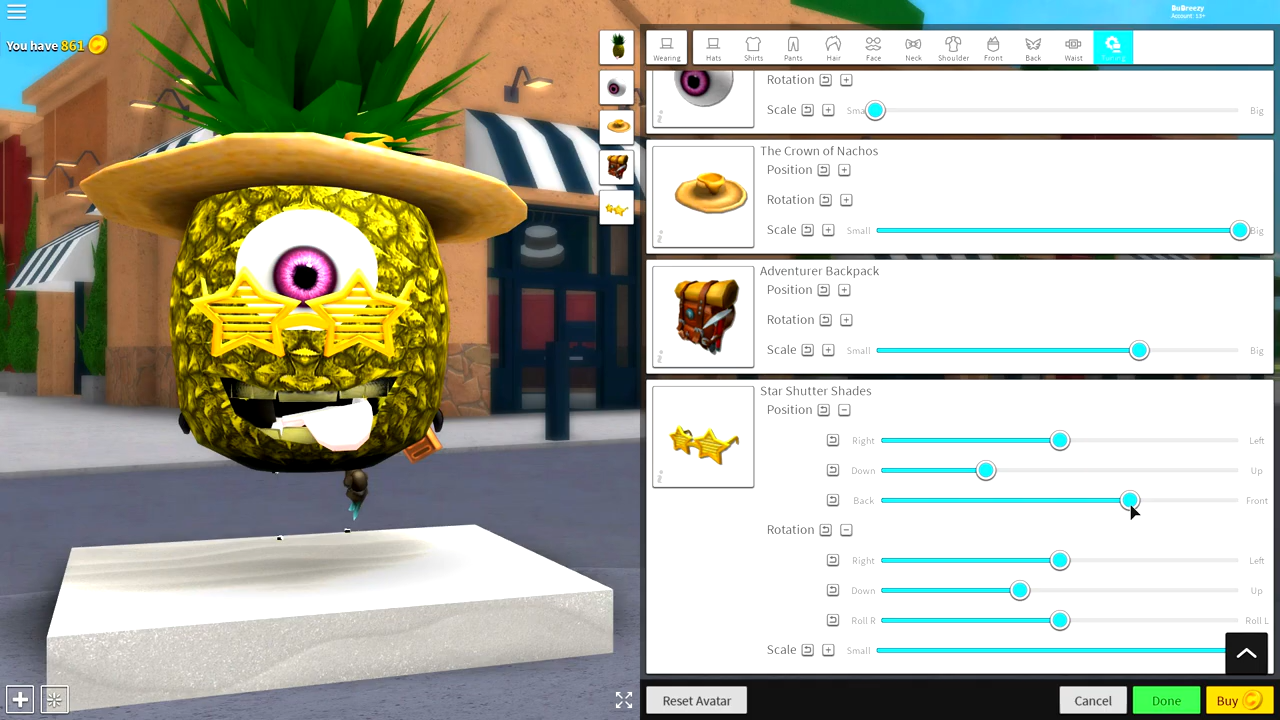 BuBreezy
Account: 13+
You have 861
Wearing
Hats
Shirts
Pants
Hair
Face
Neck
Shoulder
Front
Back
Waist
Rotation
Scale
Big
The Crown of Nachos
Position
Rotation
Scale Small Big
Adventurer Backpack
Position
Rotation
Scale Small Big
Star Shutter Shades
Position
Right Left
Down Up
Back Front
Rotation
Right Left
Down Up
Roll R Roll L
Scale Small
Reset Avatar Cancel Done Buy